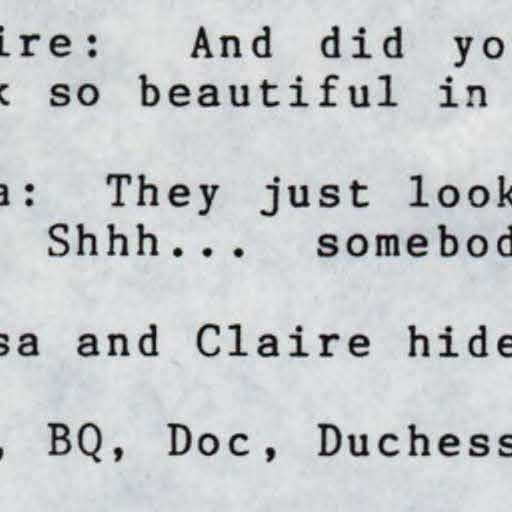 ire: And did yo
k so beautiful in
a: They just look
Shhh... somebod
sa and Claire hide
, BQ, Doc, Duchess